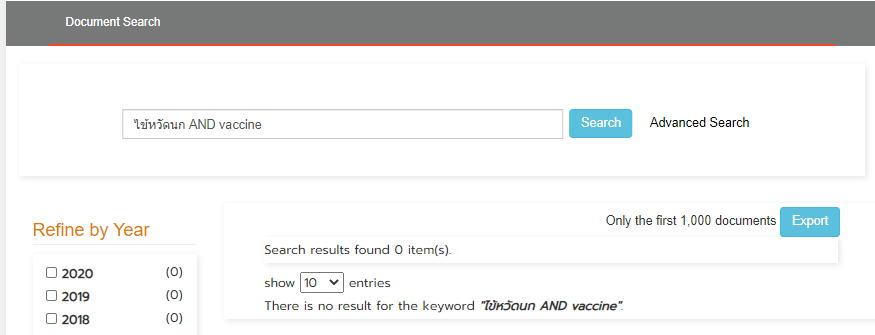 Document Search
ไข้หวัดนก AND vaccine
Search
Advanced Search
Only the first 1,000 documents Export
Refine by Year
Search results found 0 item(s).
2020 (0)
show 10 entries
2019 (0)
There is no result for the keyword "ไข้หวัดนก AND vaccine".
2018 (0)